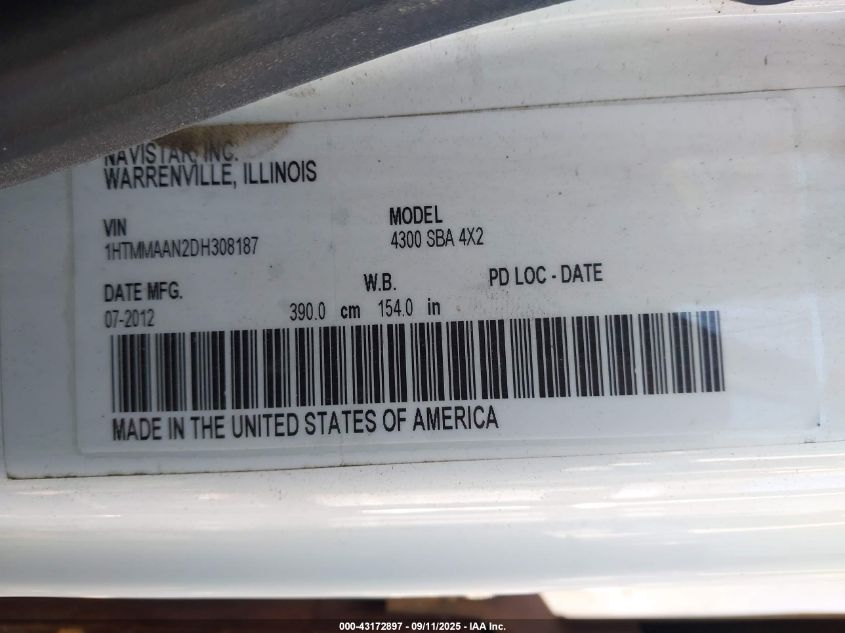 NAVISTAR, INC.
WARRENVILLE, ILLINOIS
VIN
1HTMMAAN2DH308187
MODEL
4300 SBA 4X2
DATE MFG.
07-2012
W.B.
390.0 cm 154.0 in
PD LOC - DATE
MADE IN THE UNITED STATES OF AMERICA
000-43172897 - 09/11/2025 - IAA Inc.